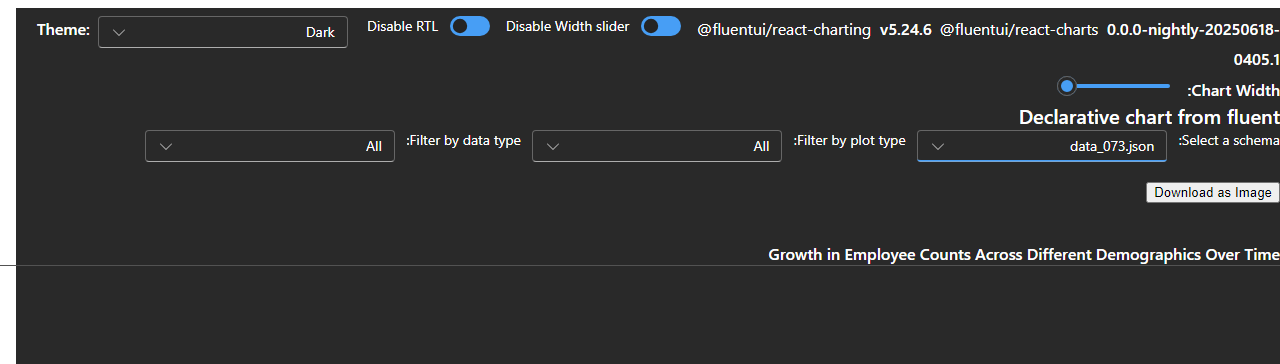 Theme: Dark Disable RTL Disable Width slider @fluentui/react-charting v5.24.6 @fluentui/react-charts 0.0.0-nightly-20250618-
0405.1
:Chart Width
Declarative chart from fluent
All :Filter by data type All :Filter by plot type data_073.json :Select a schema
Download as Image
Growth in Employee Counts Across Different Demographics Over Time